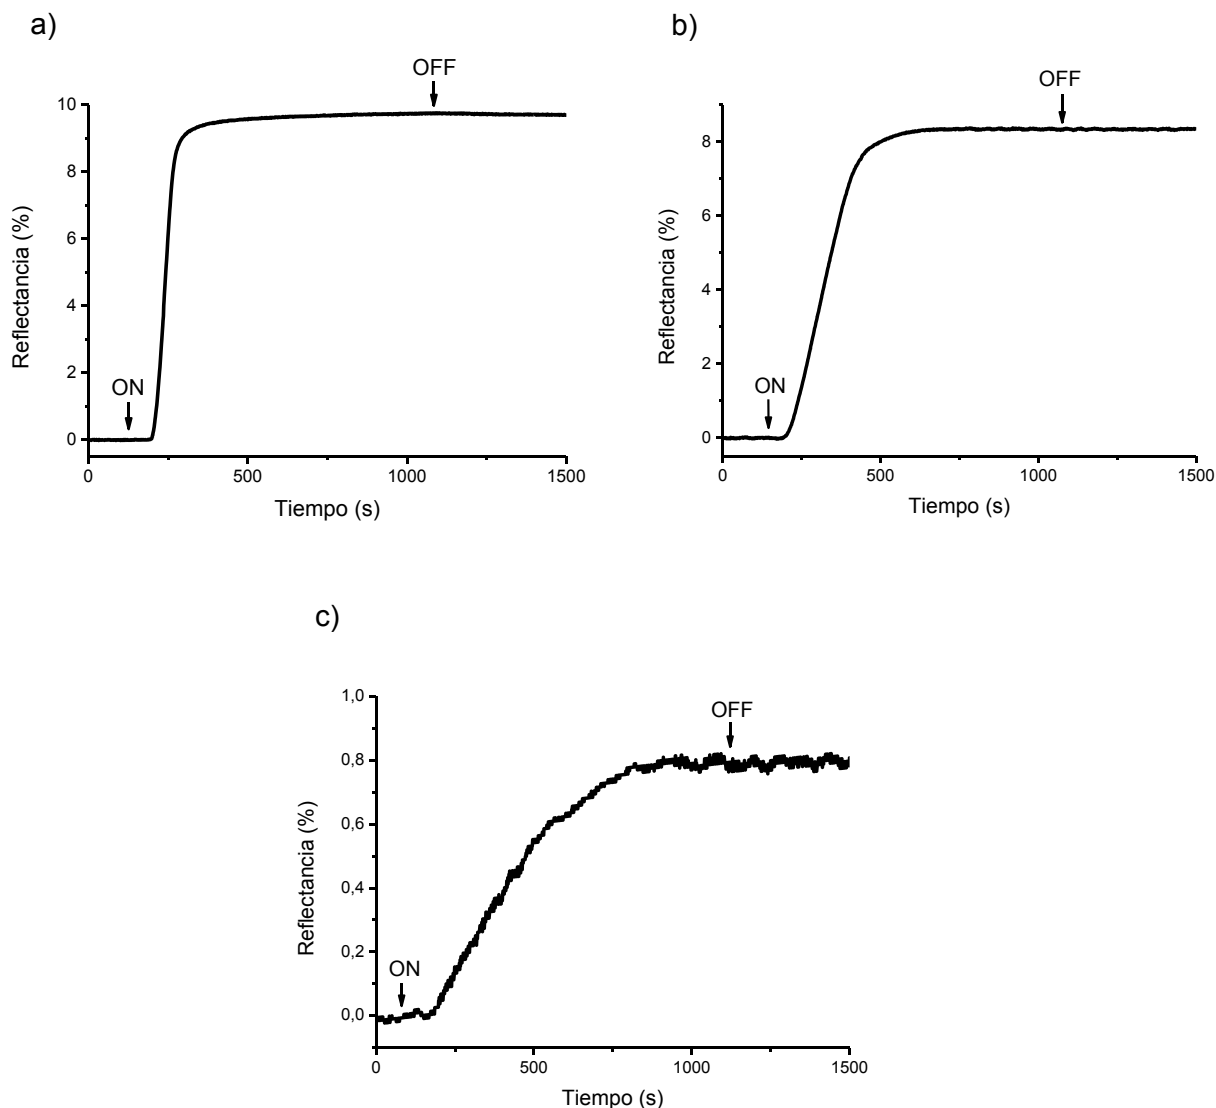 a)
OFF
10
8
6
4
2
0
ON
Reflectancia (%)
0 500 1000 1500
Tiempo (s)
b)
OFF
8
6
4
2
0
ON
Reflectancia (%)
0 500 1000 1500
Tiempo (s)
c)
1,0
OFF
0,8
0,6
0,4
0,2
ON
0,0
Reflectancia (%)
0 500 1000 1500
Tiempo (s)